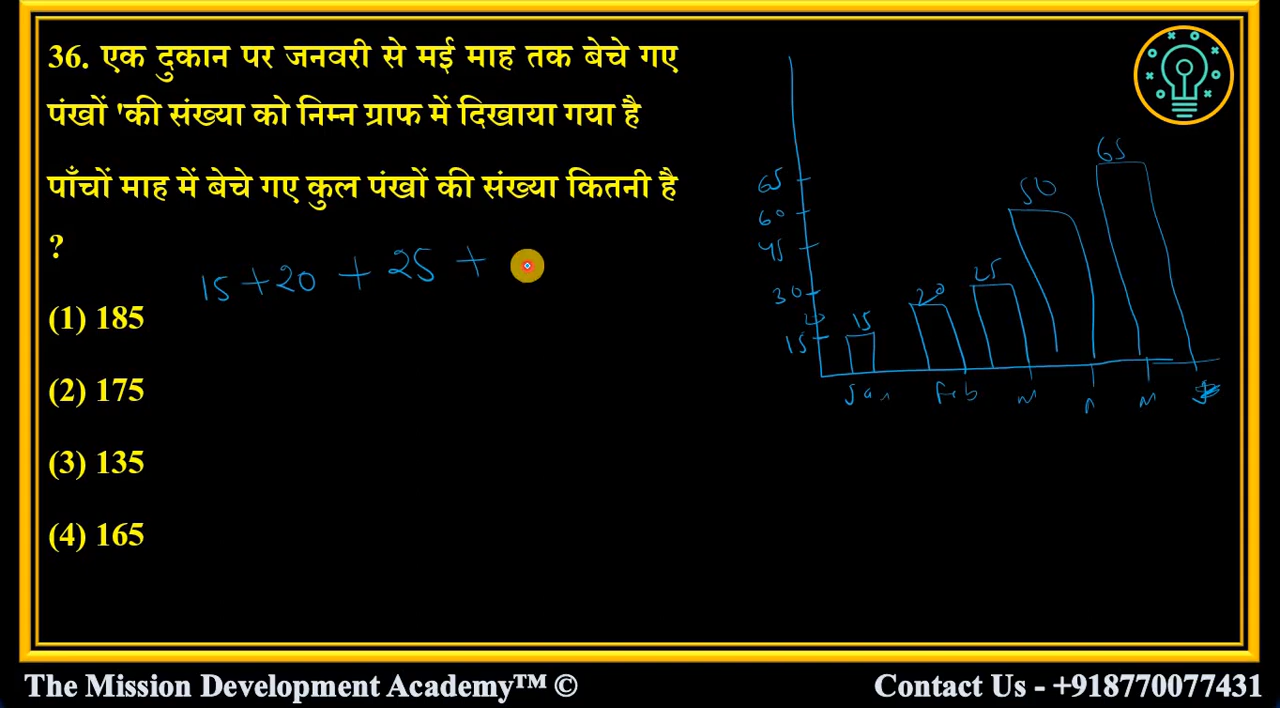 36. एक दुकान पर जनवरी से मई माह तक बेचे गए
पंखों 'की संख्या को निम्न ग्राफ में दिखाया गया है
पाँचों माह में बेचे गए कुल पंखों की संख्या कितनी है
?
15 + 20 + 25 +
(1) 185
(2) 175
(3) 135
(4) 165
65
50
25
20
15
65
60
45
30
20
15
Jan Feb M A M
The Mission Development Academy™ ©
Contact Us - +918770077431